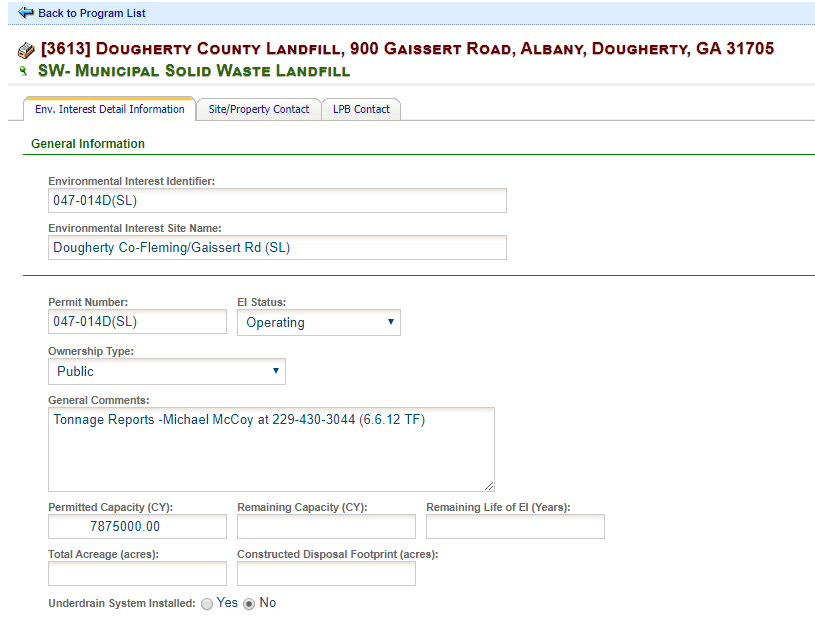 Back to Program List
[3613] Dougherty County Landfill, 900 Gaissert Road, Albany, Dougherty, GA 31705
SW- Municipal Solid Waste Landfill
Env. Interest Detail Information Site/Property Contact LPB Contact
General Information
Environmental Interest Identifier:
047-014D(SL)
Environmental Interest Site Name:
Dougherty Co-Fleming/Gaissert Rd (SL)
Permit Number: EI Status:
047-014D(SL) Operating
Ownership Type:
Public
General Comments:
Tonnage Reports -Michael McCoy at 229-430-3044 (6.6.12 TF)
Permitted Capacity (CY): Remaining Capacity (CY): Remaining Life of EI (Years):
7875000.00
Total Acreage (acres): Constructed Disposal Footprint (acres):
Underdrain System Installed: Yes No